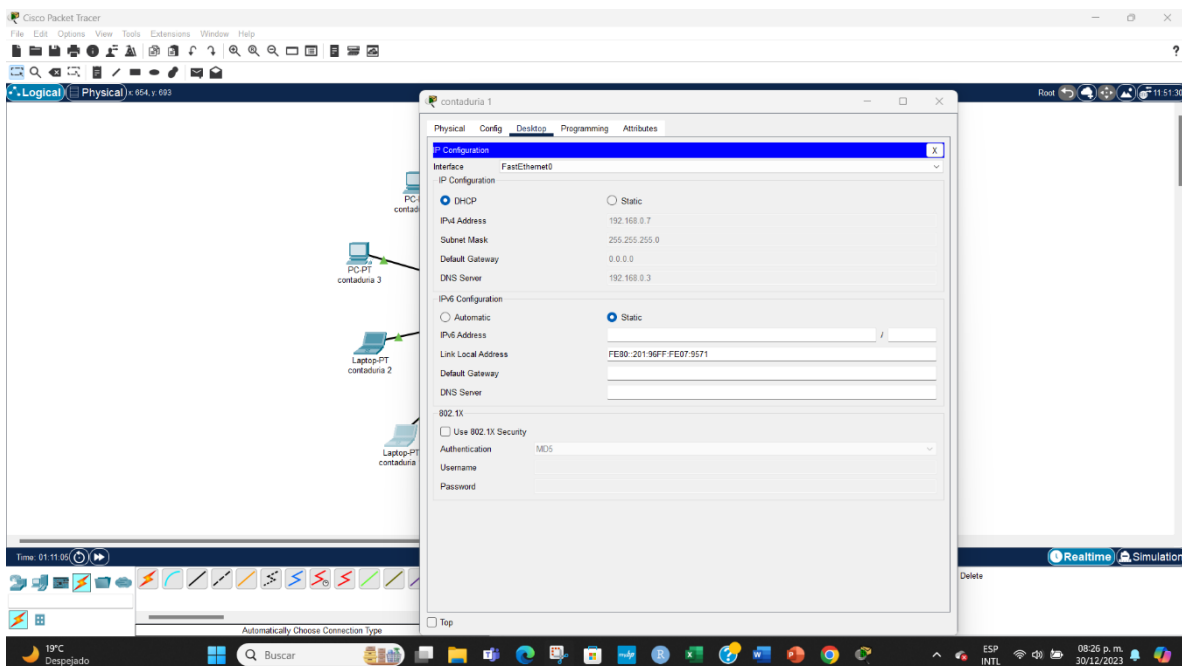 Cisco Packet Tracer
File Edit Options View Tools Extensions Window Help
?
Logical Physical x: 654, y: 693
Root 11:51:30
contaduria 1
Physical Config Desktop Programming Attributes
IP Configuration X
Interface FastEthernet0
IP Configuration
DHCP Static
IPv4 Address 192.168.0.7
Subnet Mask 255.255.255.0
Default Gateway 0.0.0.0
DNS Server 192.168.0.3
IPv6 Configuration
Automatic Static
IPv6 Address /
Link Local Address FE80::201:96FF:FE07:9571
Default Gateway
DNS Server
802.1X
Use 802.1X Security
Authentication MD5
Username
Password
Top
PC-
contad
PC-PT
contaduria 3
Laptop-PT
contaduria 2
Laptop-PT
contaduria
Time: 01:11:05
Realtime Simulation
Delete
Automatically Choose Connection Type
19°C
Despejado
Buscar
ESP
INTL
08:26 p. m.
30/12/2023